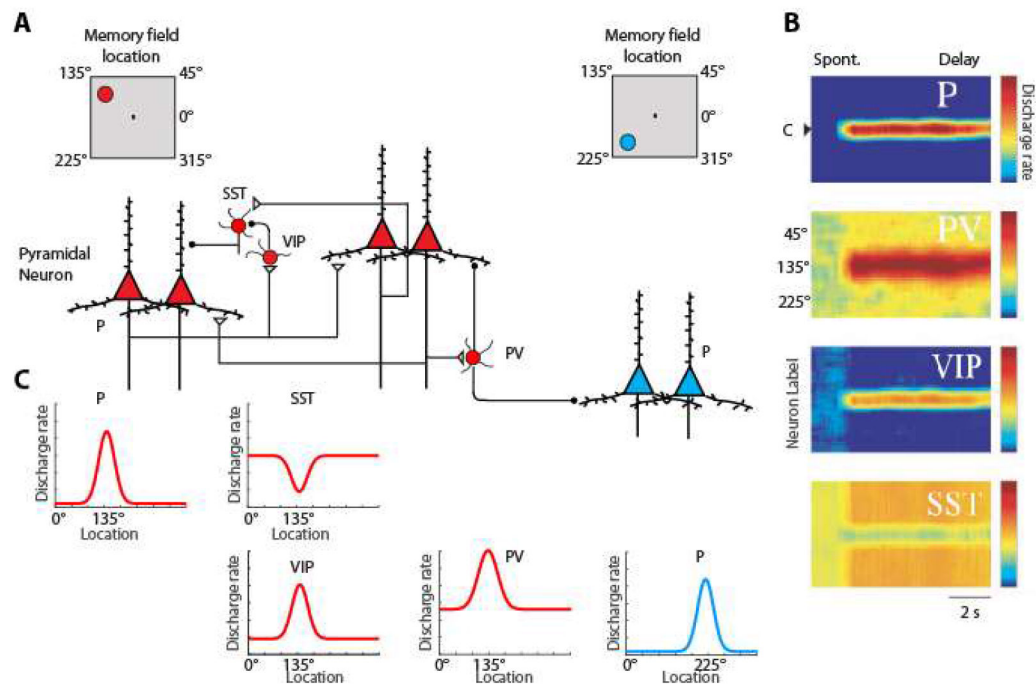 A
Memory field
location
135°
45°
0°
225°
315°
Memory field
location
135°
45°
0°
225°
315°
SST
VIP
Pyramidal
Neuron
P
PV
P
B
Spont.
Delay
P
C
Discharge rate
PV
45°
135°
225°
VIP
Neuron Label
SST
2 s
C
P
Discharge rate
0°
135°
Location
SST
Discharge rate
0°
135°
Location
VIP
Discharge rate
0°
135°
Location
PV
Discharge rate
0°
135°
Location
P
Discharge rate
0°
225°
Location